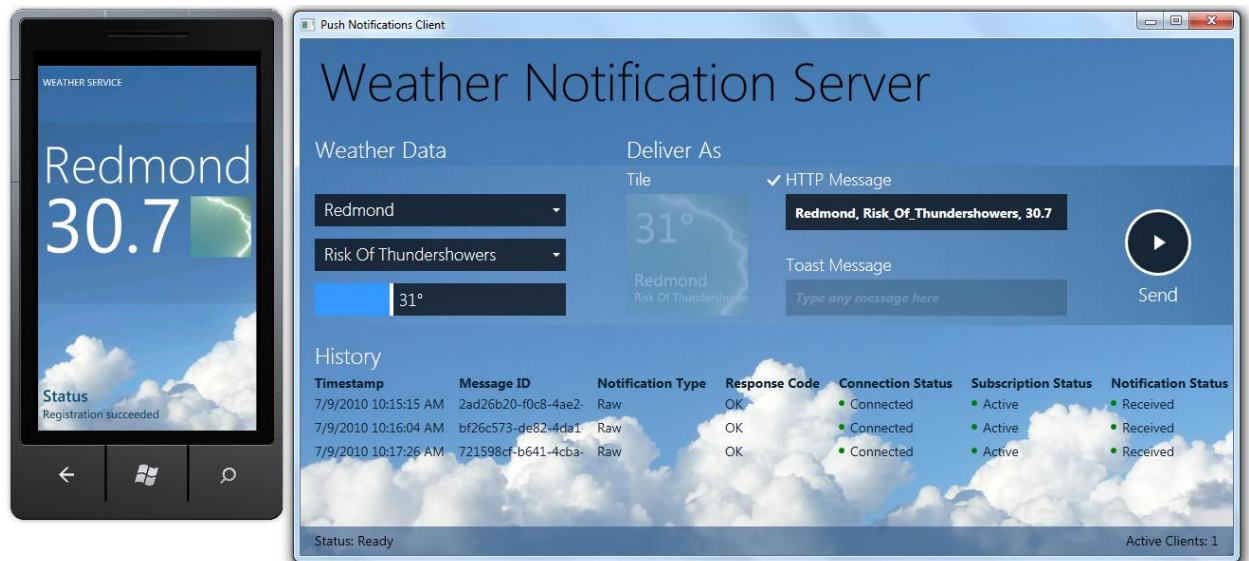 WEATHER SERVICE
Redmond
30.7
Status
Registration succeeded
Push Notifications Client
Weather Notification Server
Weather Data
Deliver As
Tile
HTTP Message
Redmond
31°
Redmond, Risk_Of_Thundershowers, 30.7
Risk Of Thundershowers
Toast Message
Redmond
Risk Of Thundersho
Type any message here
31°
Send
History
Timestamp Message ID Notification Type Response Code Connection Status Subscription Status Notification Status
7/9/2010 10:15:15 AM 2ad26b20-f0c8-4ae2- Raw OK Connected Active Received
7/9/2010 10:16:04 AM bf26c573-de82-4da1- Raw OK Connected Active Received
7/9/2010 10:17:26 AM 721598cf-b641-4cba- Raw OK Connected Active Received
Status: Ready
Active Clients: 1